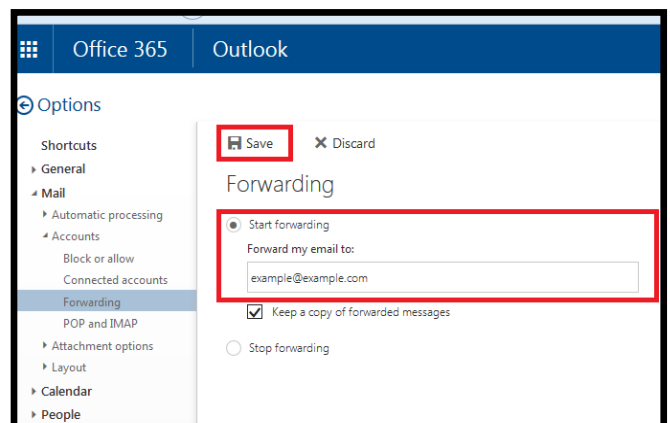 Office 365 Outlook
Options
Shortcuts
General
Mail
Automatic processing
Accounts
Block or allow
Connected accounts
Forwarding
POP and IMAP
Attachment options
Layout
Calendar
People
Save Discard
Forwarding
Start forwarding
Forward my email to:
example@example.com
Keep a copy of forwarded messages
Stop forwarding